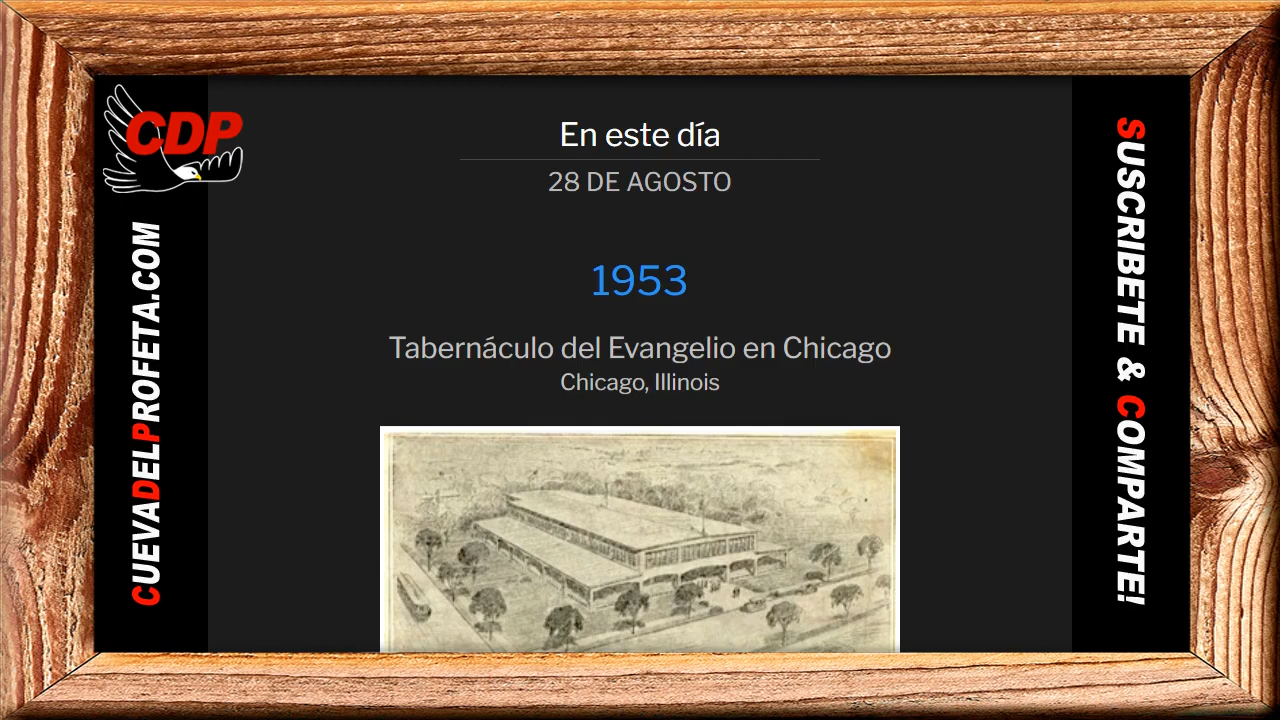 CDP
CUEVADELPROFETA.COM
En este día
28 DE AGOSTO
1953
Tabernáculo del Evangelio en Chicago
Chicago, Illinois
SUSCRIBETE & COMPARTE!